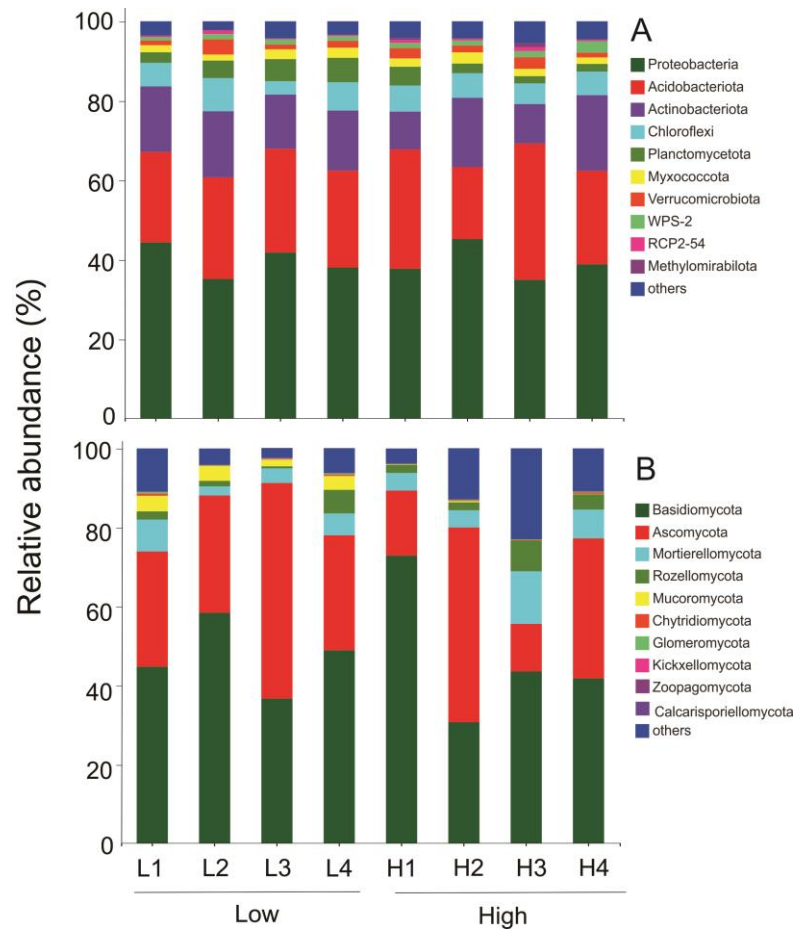 Relative abundance (%)
100
80
60
40
20
0
A
Proteobacteria
Acidobacteriota
Actinobacteriota
Chloroflexi
Planctomycetota
Myxococcota
Verrucomicrobiota
WPS-2
RCP2-54
Methylomirabilota
others
100
80
60
40
20
0
B
Basidiomycota
Ascomycota
Mortierellomycota
Rozellomycota
Mucoromycota
Chytridiomycota
Glomeromycota
Kickxellomycota
Zoopagomycota
Calcarisporiellomycota
others
L1 L2 L3 L4 H1 H2 H3 H4
Low High